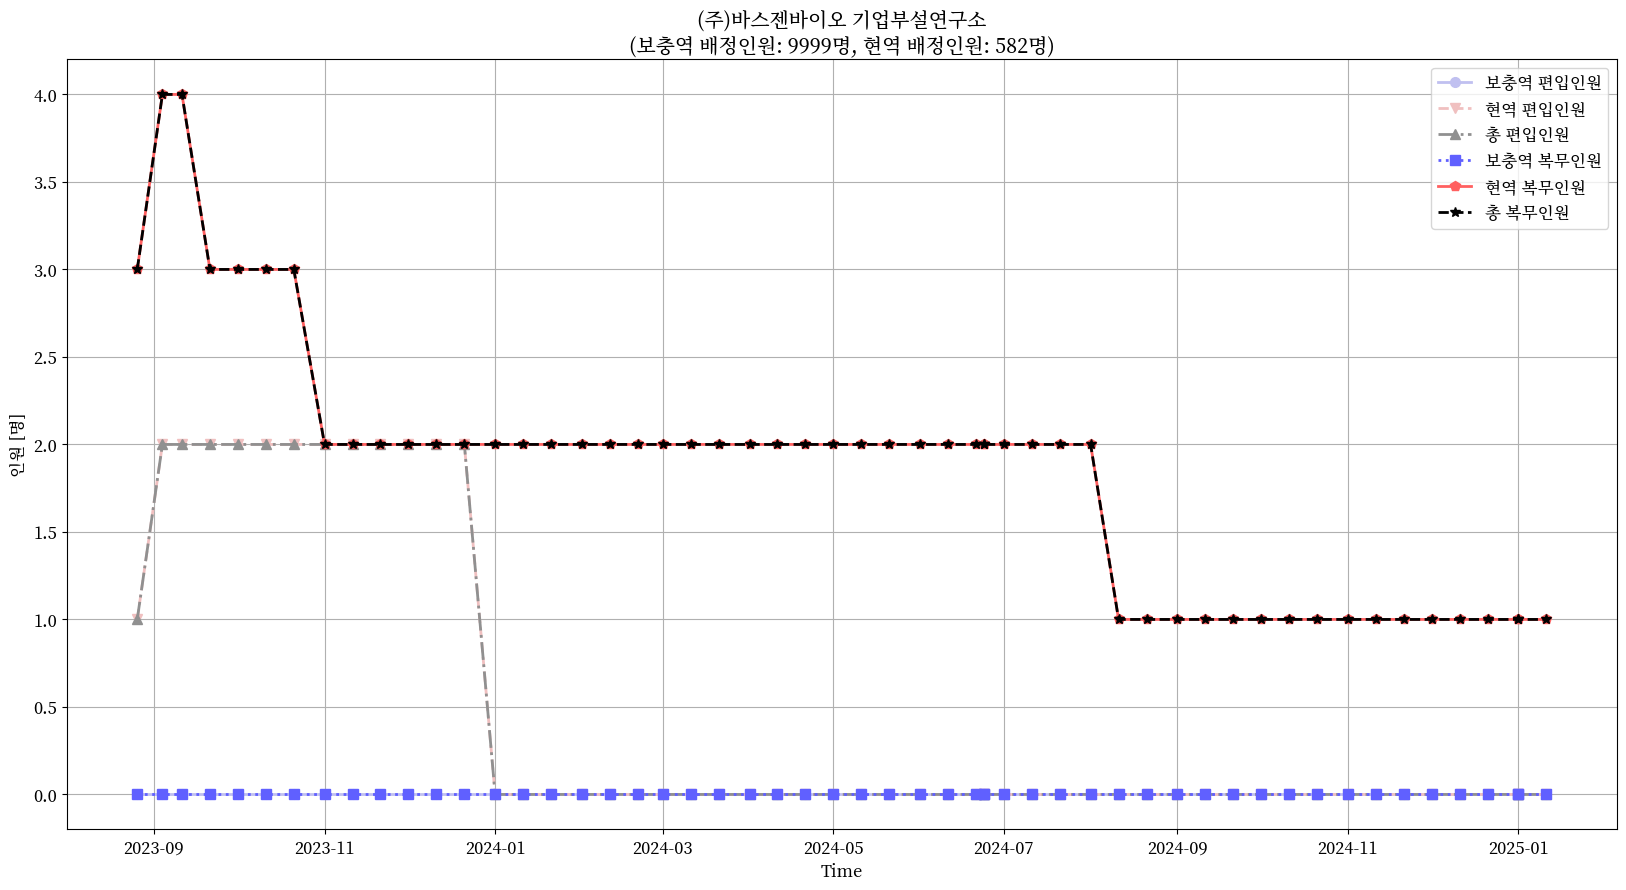 (주)바스젠바이오 기업부설연구소
(보충역 배정인원: 9999명, 현역 배정인원: 582명)
보충역 편입인원
현역 편입인원
총 편입인원
보충역 복무인원
현역 복무인원
총 복무인원
4.0
3.5
3.0
2.5
2.0
1.5
1.0
0.5
0.0
인원 [명]
2023-09
2023-11
2024-01
2024-03
2024-05
2024-07
2024-09
2024-11
2025-01
Time